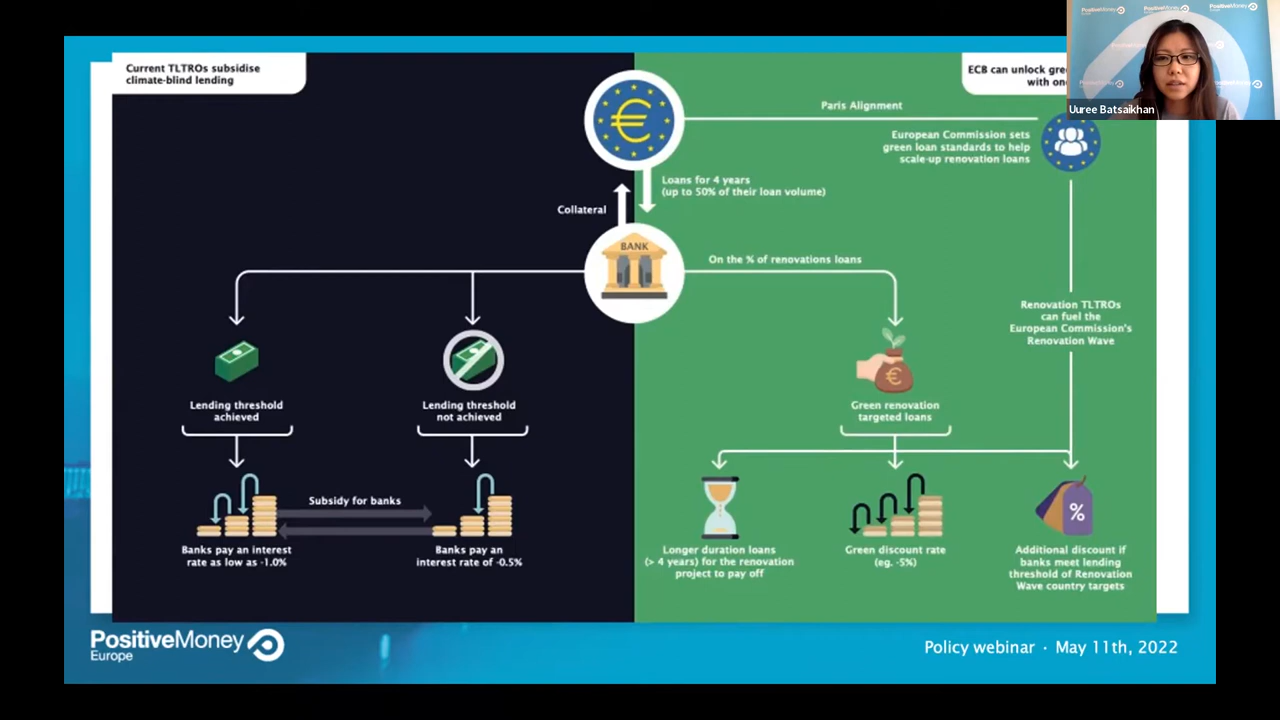 Current TLTROs subsidise
climate-blind lending
ECB can unlock
with
PositiveMoney
PositiveMoney
PositiveMoney
Uuree Batsaikhan
Paris Alignment
European Commission sets
green loan standards to help
scale-up renovation loans
Loans for 4 years
(up to 50% of their loan volume)
Collateral
BANK
On the % of renovations loans
Renovation TLTROs
can fuel the
European Commission's
Renovation Wave
Lending threshold
achieved
Lending threshold
not achieved
Green renovation
targeted loans
Subsidy for banks
Banks pay an interest
rate as low as -1.0%
Banks pay an
interest rate of -0.5%
Longer duration loans
(> 4 years) for the renovation
project to pay off
Green discount rate
(eg. -5%)
%
Additional discount if
banks meet lending
threshold of Renovation
Wave country targets
PositiveMoney
Europe
Policy webinar · May 11th, 2022